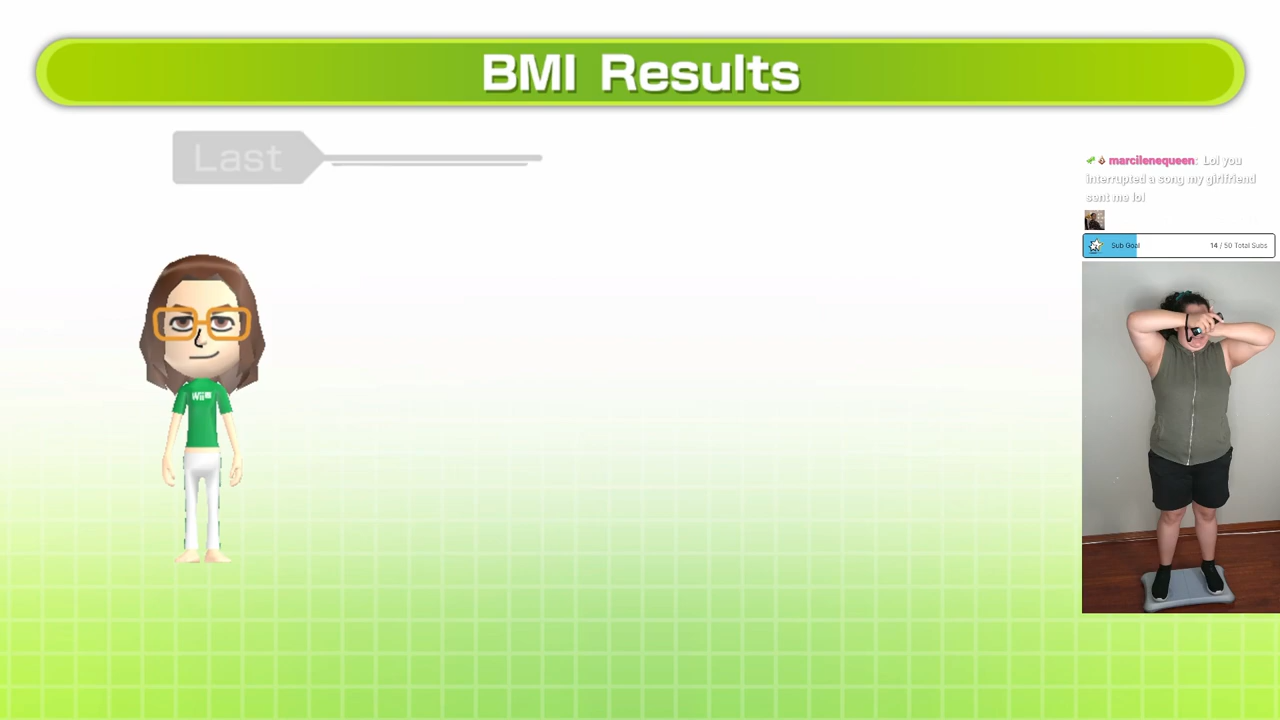 BMI Results
Last
marcilenequeen: Lol you
interrupted a song my girlfriend
sent me lol
Sub Goal
14 / 50 Total Subs
Wii